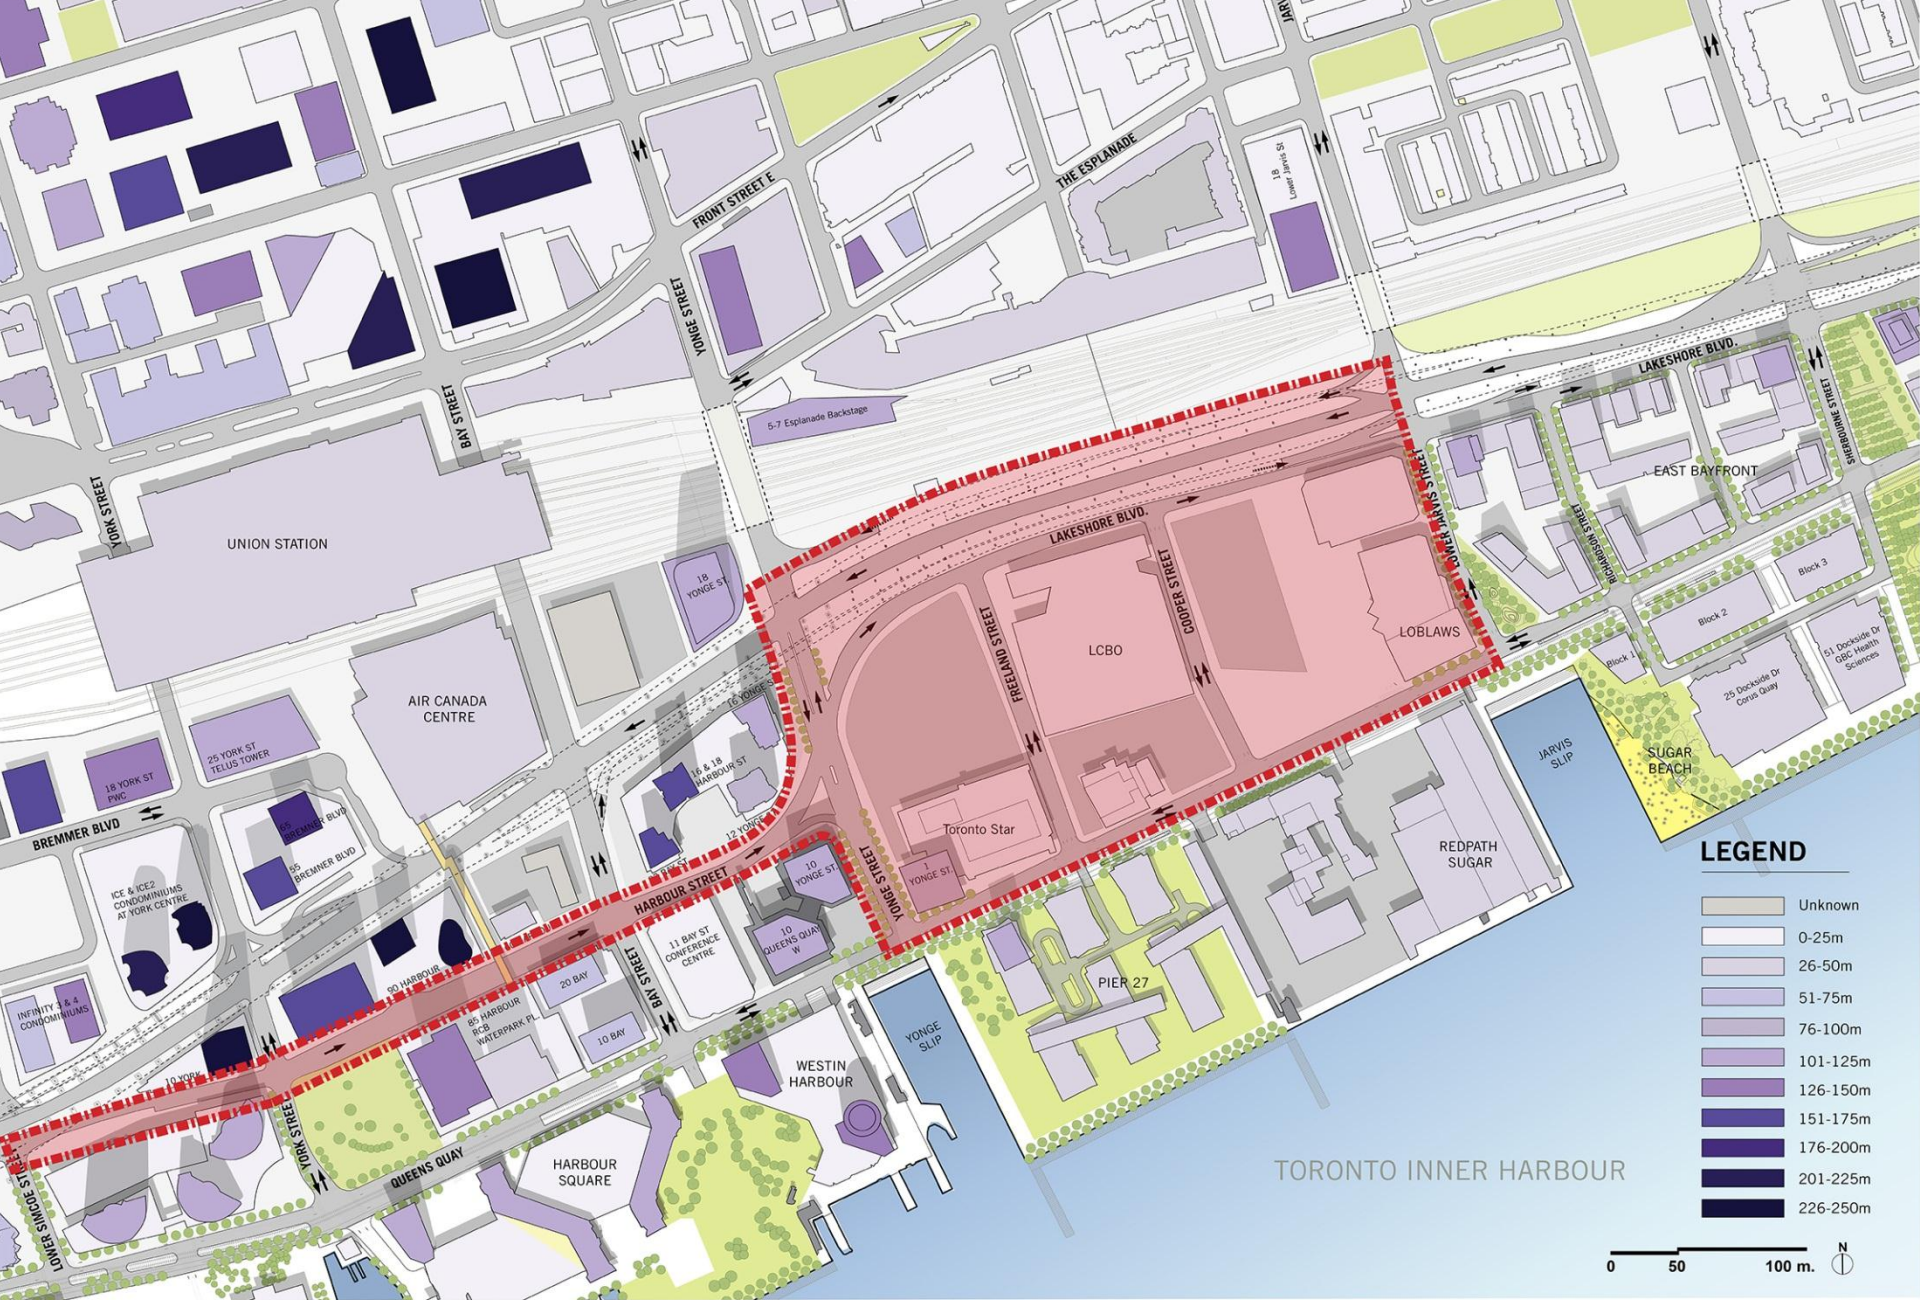 JARV
THE ESPLANADE
18
Lower Jarvis St
FRONT STREET E
YONGE STREET
5-7 Esplanade Backstage
BAY STREET
YORK STREET
UNION STATION
LAKESHORE BLVD.
SHERBOURNE STREET
EAST BAYFRONT
LOWER JARVIS STREET
RICHARDSON STREET
LAKESHORE BLVD.
COOPER STREET
FREELAND STREET
LCBO
LOBLAWS
Block 3
Block 2
Block 1
51 Dockside Dr
GBC Health
Sciences
25 Dockside Dr
Corus Quay
18
YONGE ST.
AIR CANADA
CENTRE
16 YONGE S
16 & 18
HARBOUR ST
12 YONGE
25 YORK ST
TELUS TOWER
18 YORK ST
PWC
BREMMER BLVD
65
BREMNER BLVD
55
BREMNER BLVD
ICE & ICE2
CONDOMINIUMS
AT YORK CENTRE
INFINITY 3 & 4
CONDOMINIUMS
HARBOUR STREET
10
YONGE ST.
10
QUEENS QUAY
W
11 BAY ST
CONFERENCE
CENTRE
YONGE STREET
1
YONGE ST.
Toronto Star
JARVIS
SLIP
SUGAR
BEACH
REDPATH
SUGAR
PIER 27
YONGE
SLIP
90 HARBOUR
85 HARBOUR
RCB
WATERPARK PL
20 BAY
10 BAY
BAY STREET
10 YORK
YORK STREET
QUEENS QUAY
LOWER SIMCOE STREET
WESTIN
HARBOUR
HARBOUR
SQUARE
TORONTO INNER HARBOUR
LEGEND
Unknown
0-25m
26-50m
51-75m
76-100m
101-125m
126-150m
151-175m
176-200m
201-225m
226-250m
0 50 100 m.
N